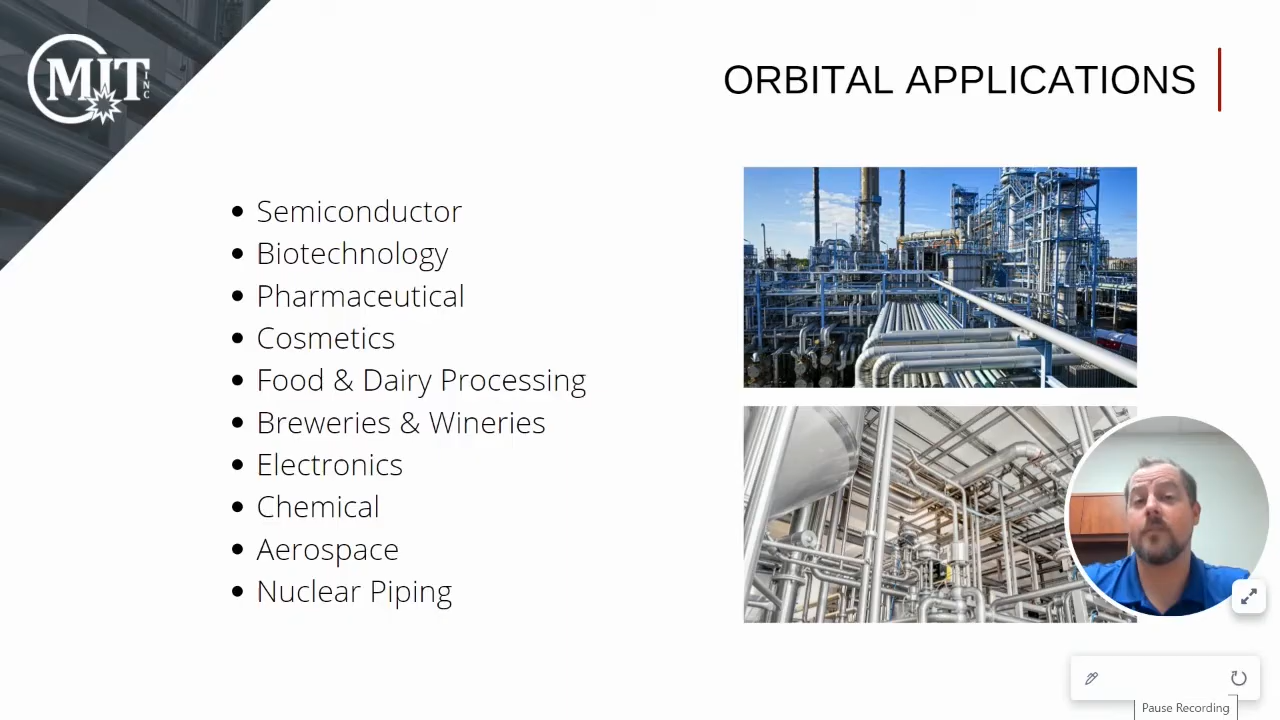 MIT
INC
ORBITAL APPLICATIONS
Semiconductor
Biotechnology
Pharmaceutical
Cosmetics
Food & Dairy Processing
Breweries & Wineries
Electronics
Chemical
Aerospace
Nuclear Piping
Pause Recording